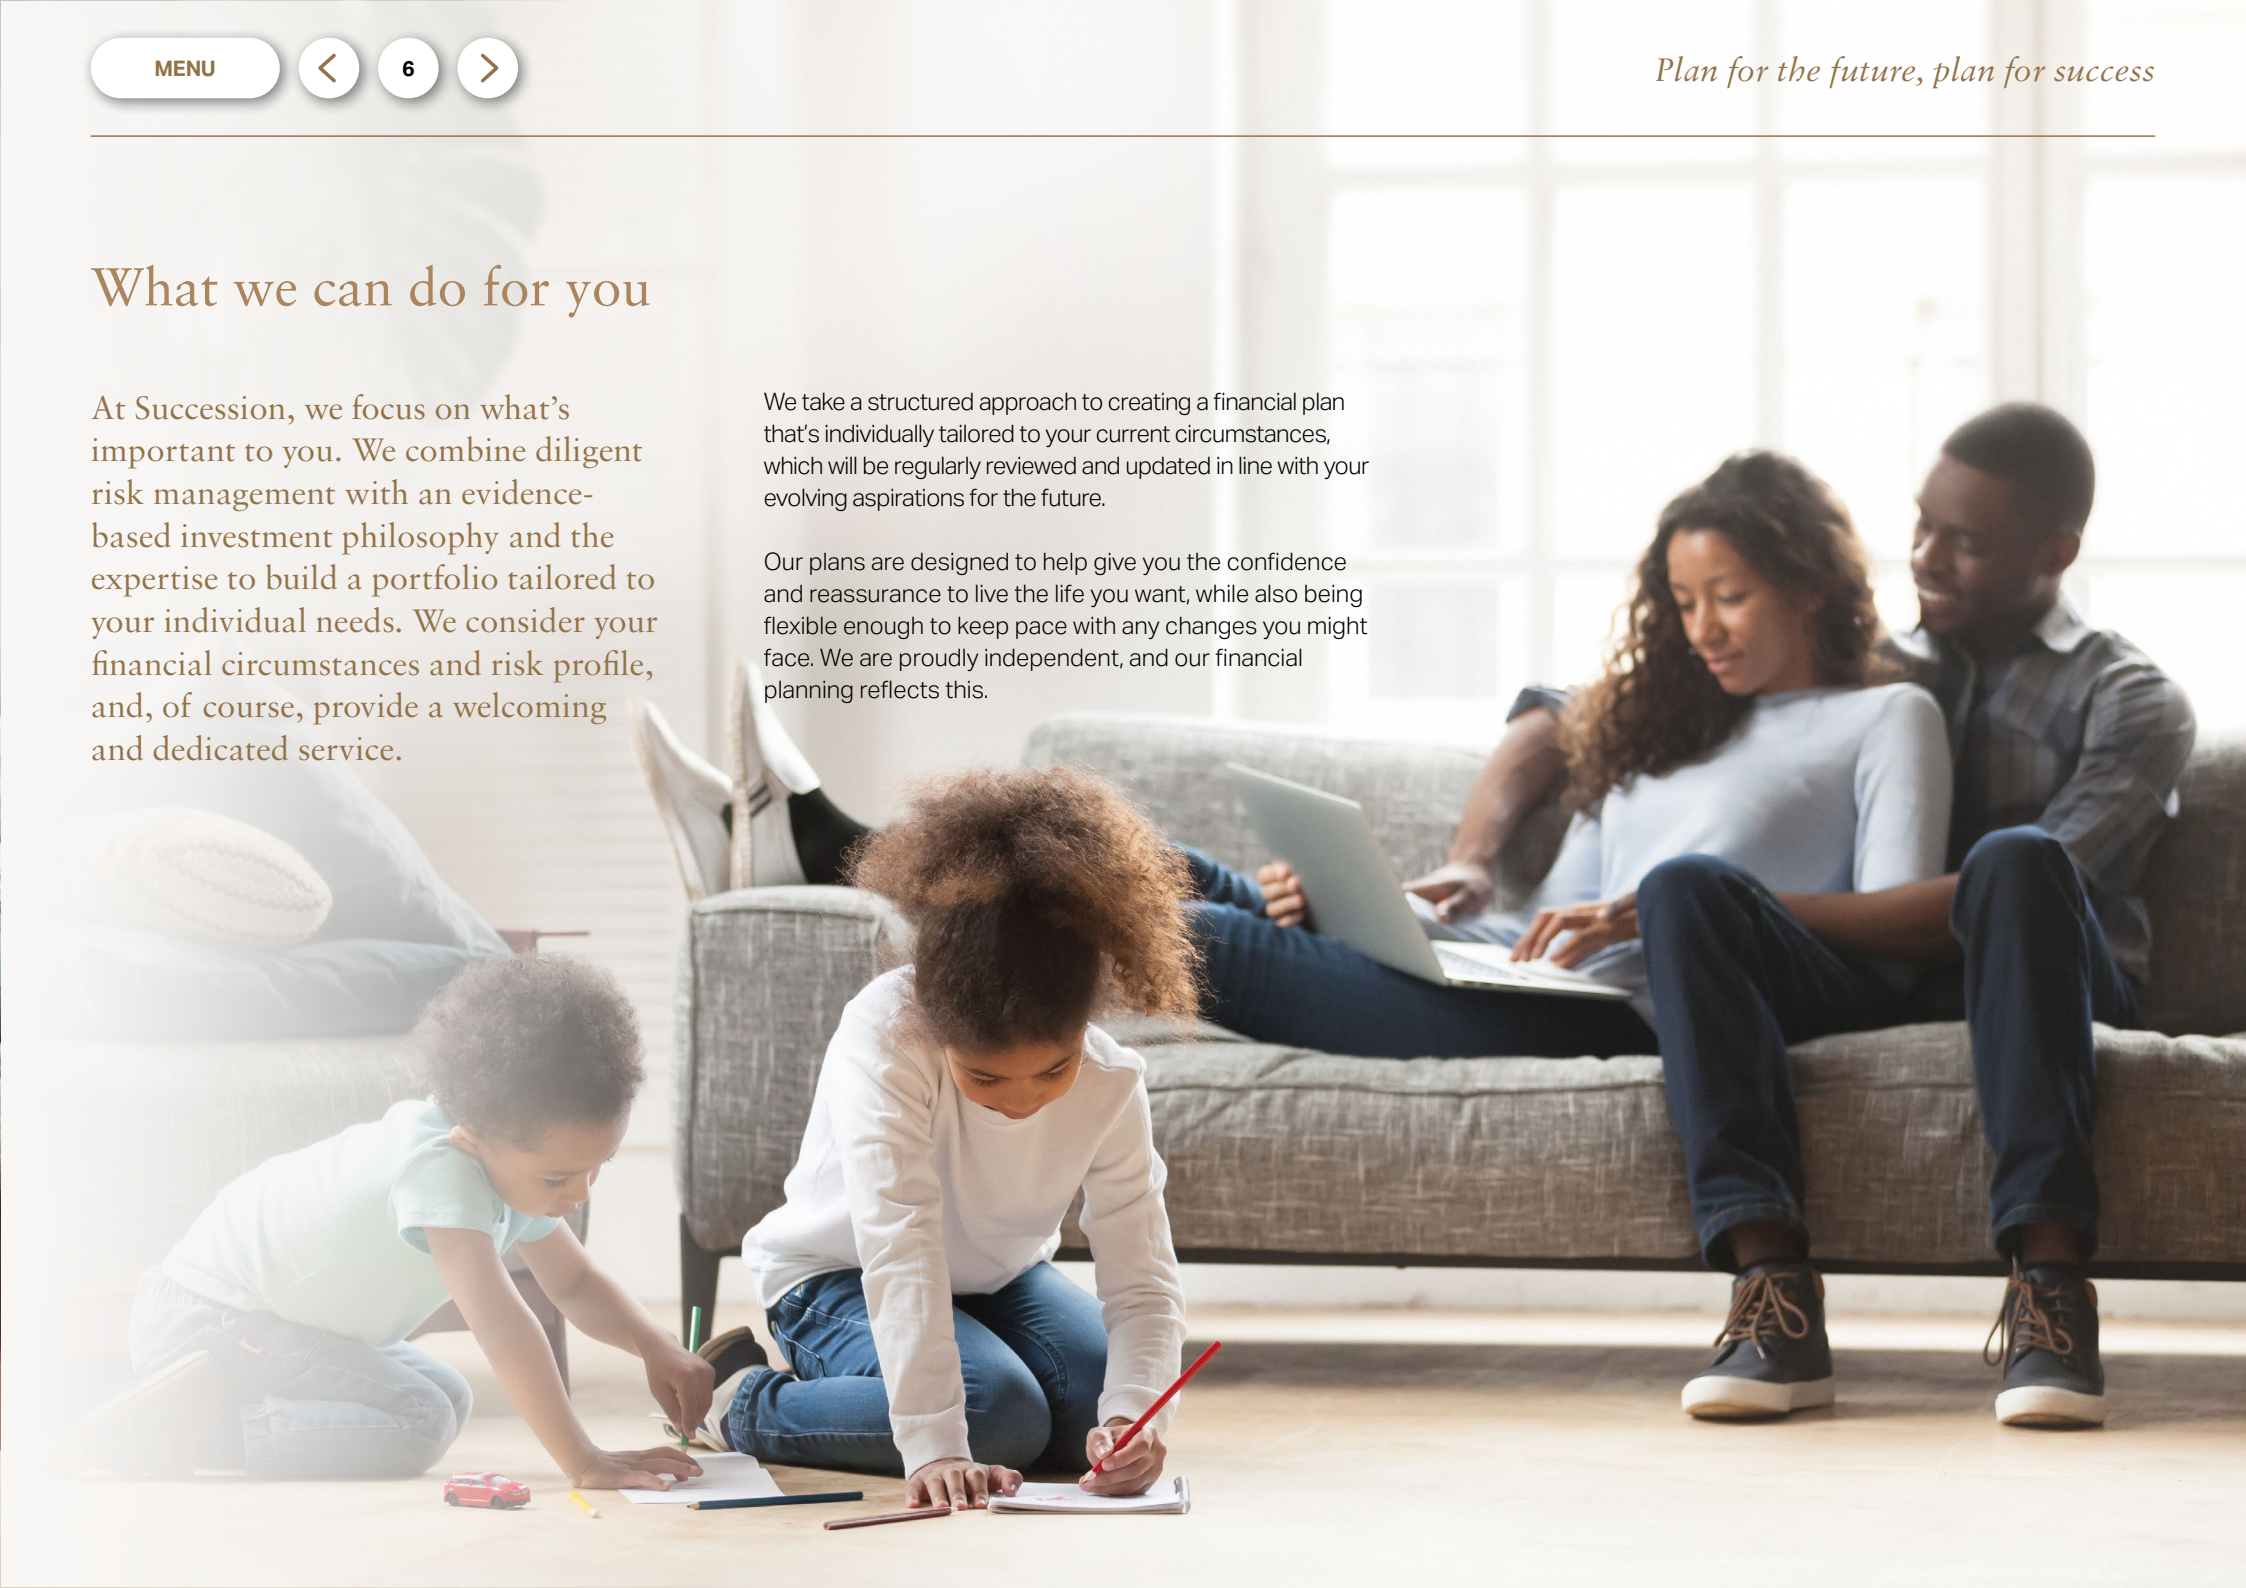 MENU
6
Plan for the future, plan for success
What we can do for you
At Succession, we focus on what’s
important to you. We combine diligent
risk management with an evidence-
based investment philosophy and the
expertise to build a portfolio tailored to
your individual needs. We consider your
financial circumstances and risk profile,
and, of course, provide a welcoming
and dedicated service.
We take a structured approach to creating a financial plan
that’s individually tailored to your current circumstances,
which will be regularly reviewed and updated in line with your
evolving aspirations for the future.
Our plans are designed to help give you the confidence
and reassurance to live the life you want, while also being
flexible enough to keep pace with any changes you might
face. We are proudly independent, and our financial
planning reflects this.